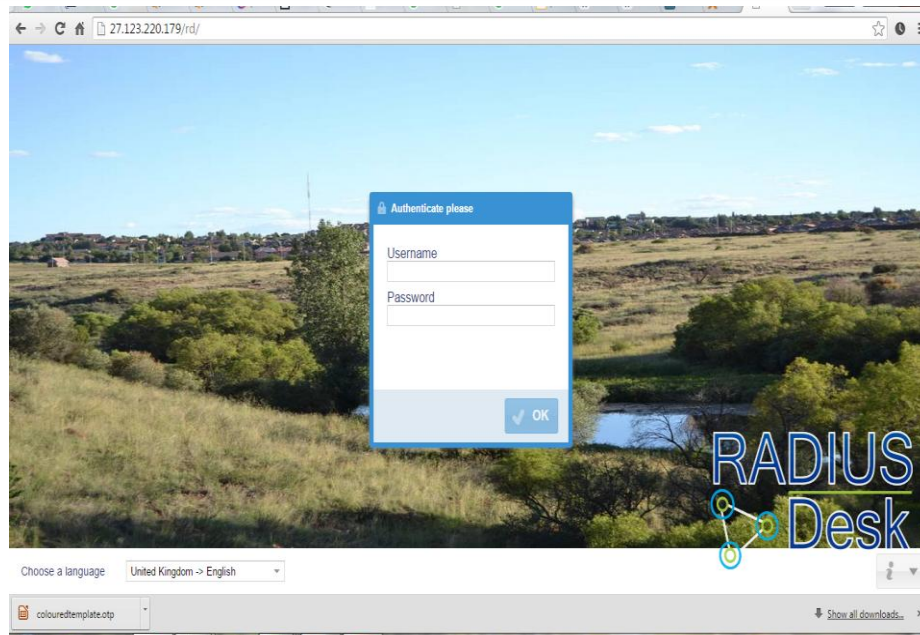 27.123.220.179/rd/
Authenticate please
Username
Password
OK
RADIUS
Desk
Choose a language United Kingdom -> English
i
colouredtemplate.otp Show all downloads...